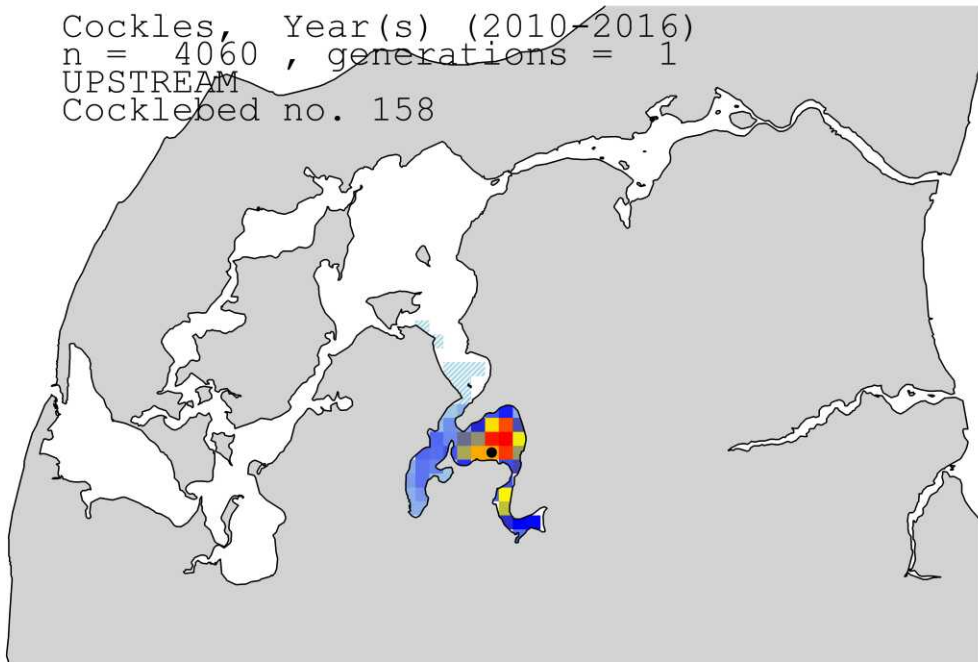 Cockles, Year(s) (2010-2016)
n = 4060 , generations = 1
UPSTREAM
Cocklebed no. 158